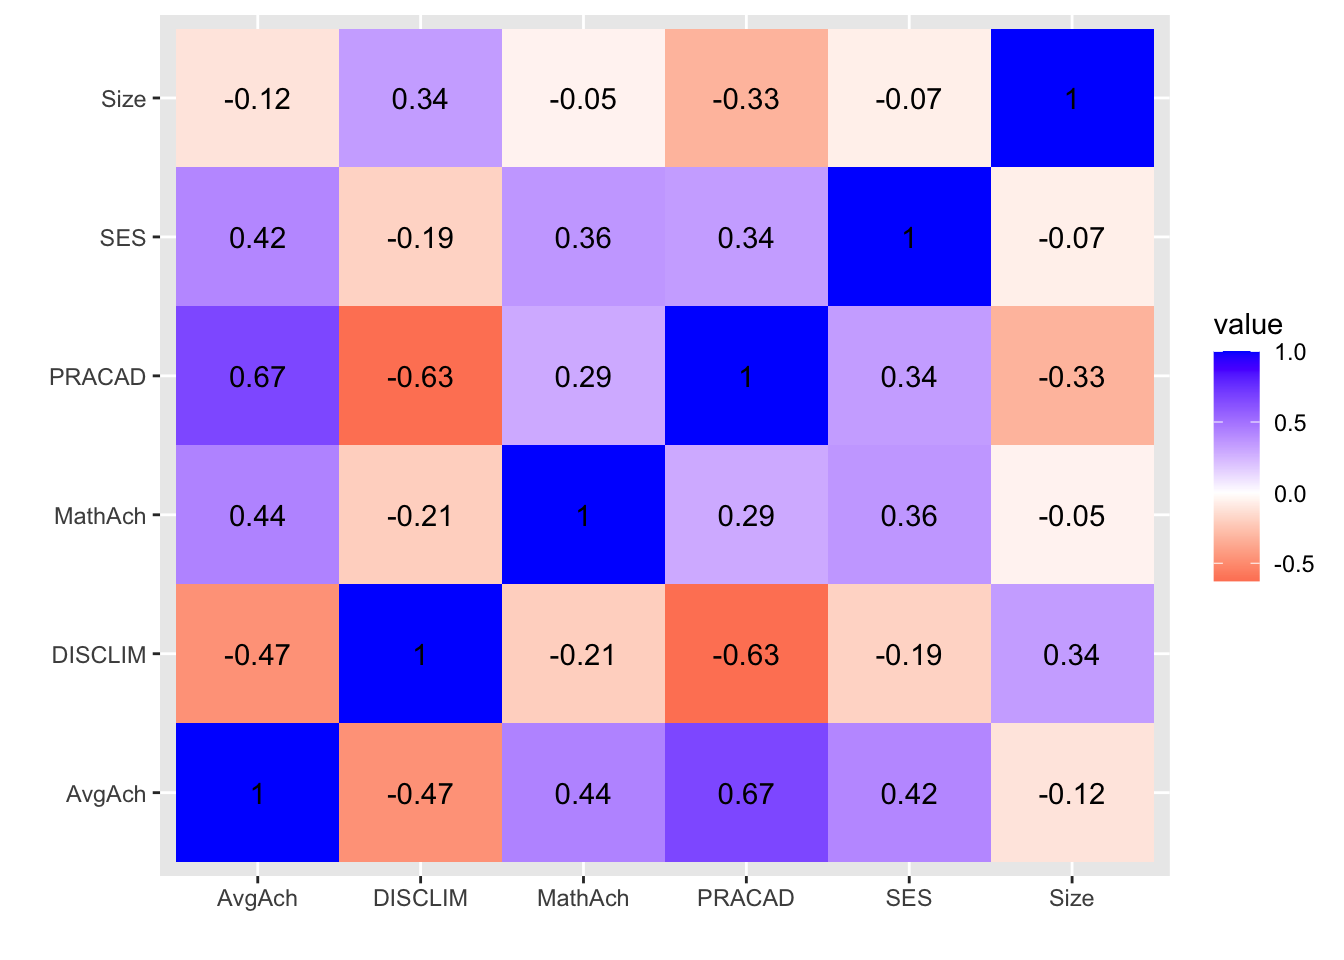 Size -0.12 0.34 -0.05 -0.33 -0.07 1
SES 0.42 -0.19 0.36 0.34 1 -0.07
PRACAD 0.67 -0.63 0.29 1 0.34 -0.33
MathAch 0.44 -0.21 1 0.29 0.36 -0.05
DISCLIM -0.47 1 -0.21 -0.63 -0.19 0.34
AvgAch 1 -0.47 0.44 0.67 0.42 -0.12
AvgAch DISCLIM MathAch PRACAD SES Size
value
1.0
0.5
0.0
-0.5